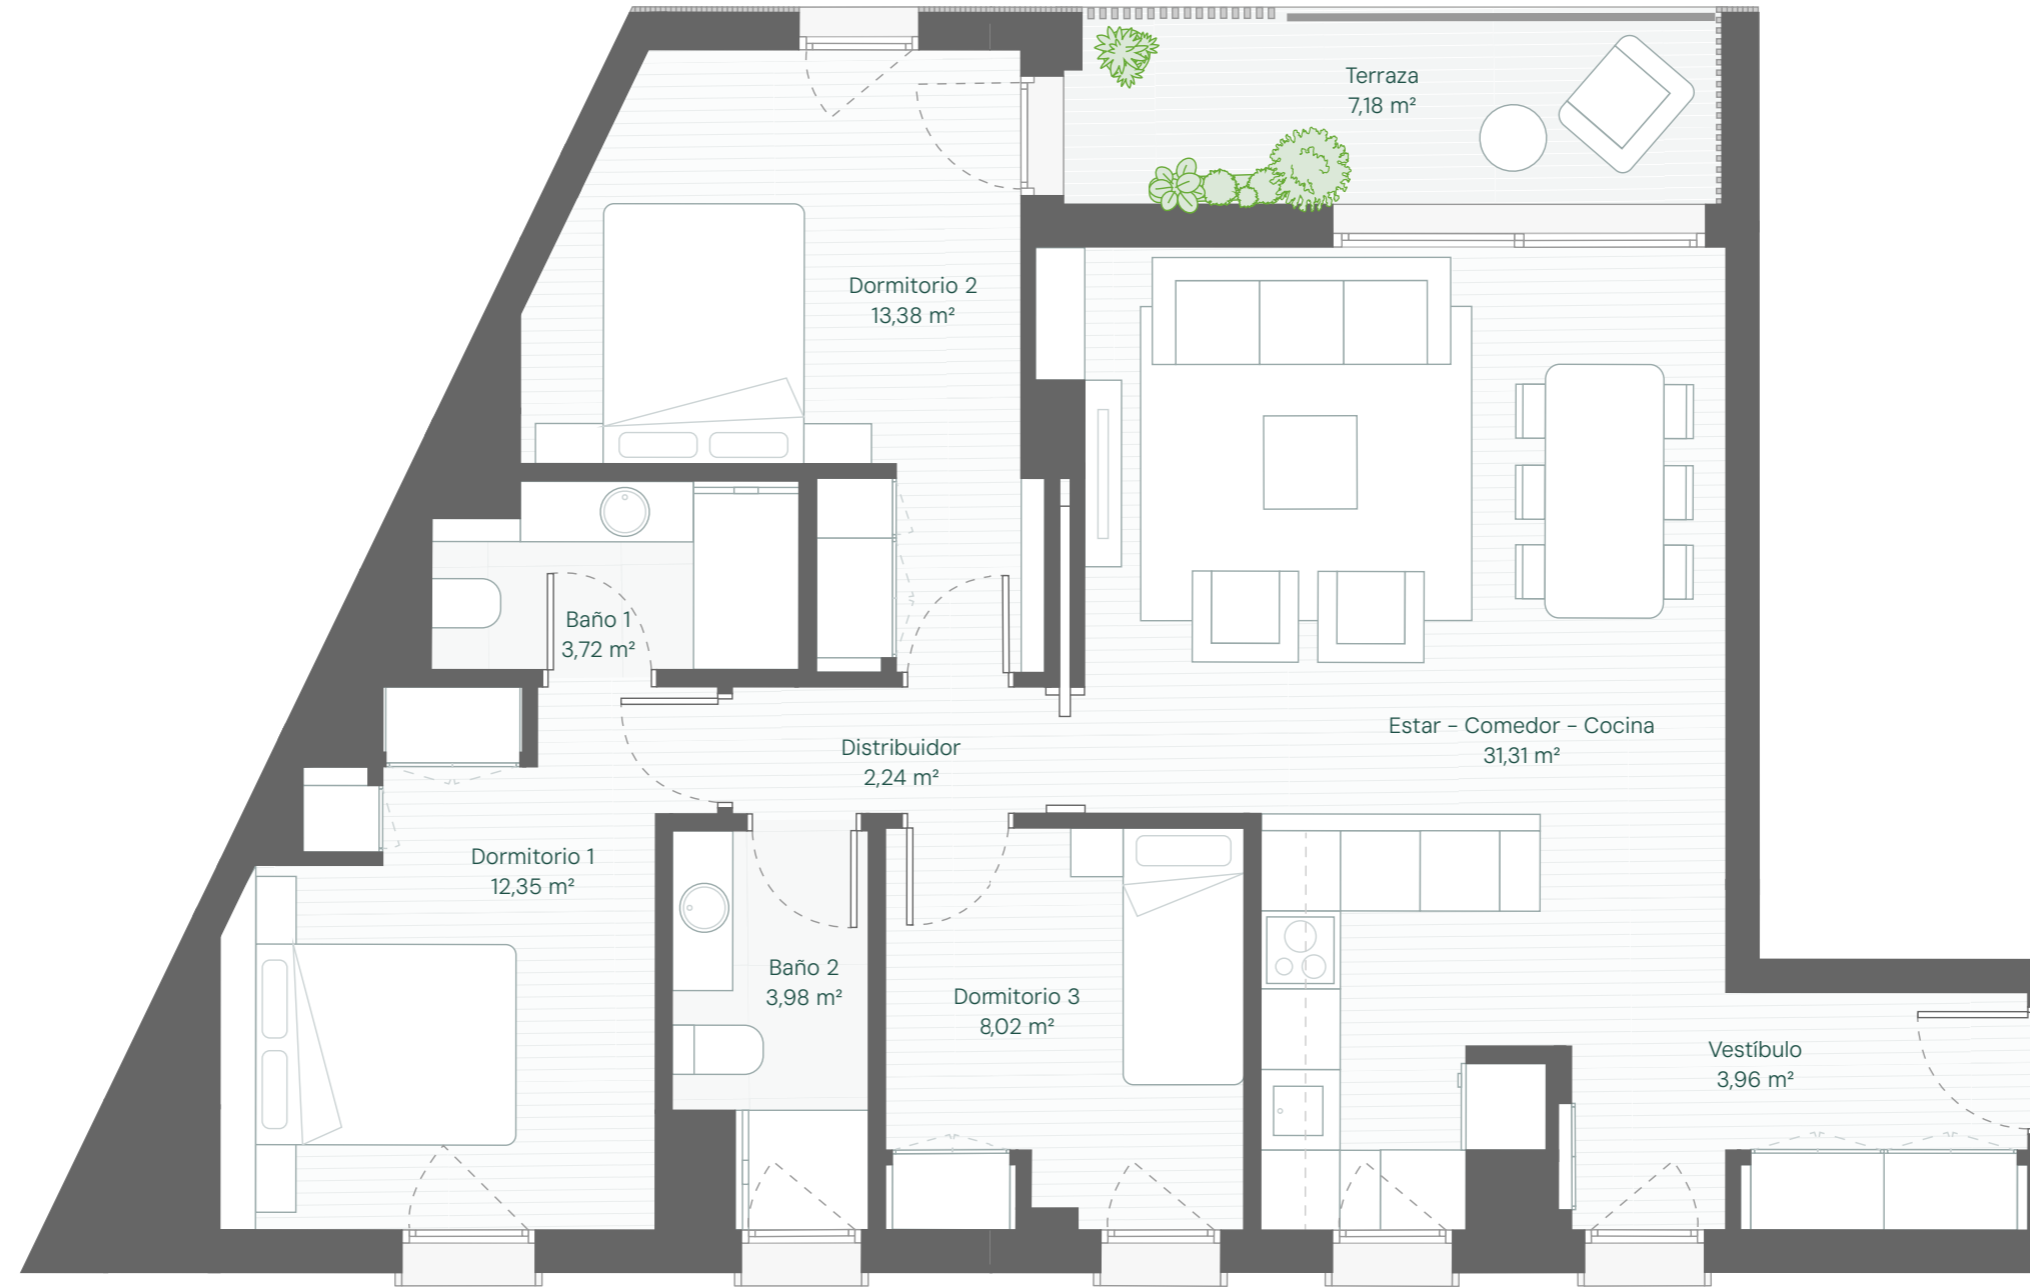 Terraza
7,18 m²
Dormitorio 2
13,38 m²
Baño 1
3,72 m²
Estar - Comedor - Cocina
31,31 m²
Distribuidor
2,24 m²
Dormitorio 1
12,35 m²
Baño 2
3,98 m²
Dormitorio 3
8,02 m²
Vestíbulo
3,96 m²